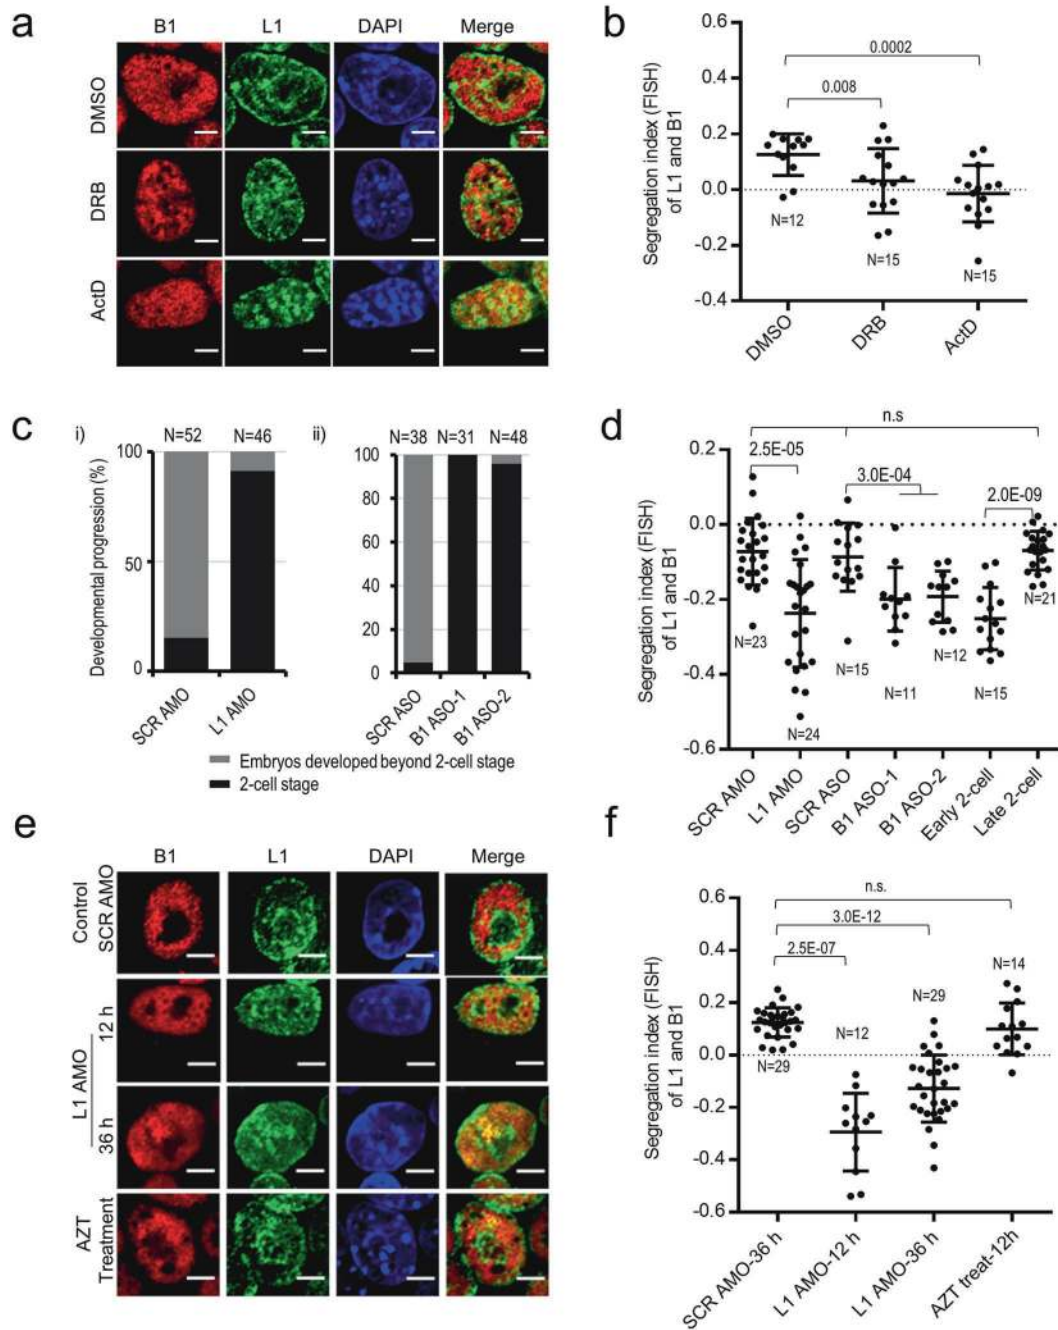 a
B1 L1 DAPI Merge
DMSO
DRB
ActD
b
Segregation index (FISH)
of L1 and B1
0.6
0.4
0.2
0.0
-0.2
-0.4
0.0002
0.008
N=12
N=15
N=15
DMSO
DRB
ActD
c
i)
N=52 N=46
Developmental progression (%)
100
50
0
SCR AMO
L1 AMO
ii)
N=38 N=31 N=48
100
80
60
40
20
0
SCR ASO
B1 ASO-1
B1 ASO-2
Embryos developed beyond 2-cell stage
2-cell stage
d
Segregation index (FISH)
of L1 and B1
0.2
0.0
-0.2
-0.4
-0.6
n.s
2.5E-05
3.0E-04
2.0E-09
N=23
N=24
N=15
N=11
N=12
N=15
N=21
SCR AMO
L1 AMO
SCR ASO
B1 ASO-1
B1 ASO-2
Early 2-cell
Late 2-cell
e
B1 L1 DAPI Merge
Control
SCR AMO
L1 AMO
12 h
36 h
AZT
Treatment
f
Segregation index (FISH)
of L1 and B1
0.6
0.4
0.2
0.0
-0.2
-0.4
-0.6
n.s.
3.0E-12
2.5E-07
N=29
N=12
N=29
N=14
SCR AMO-36 h
L1 AMO-12 h
L1 AMO-36 h
AZT treat-12h